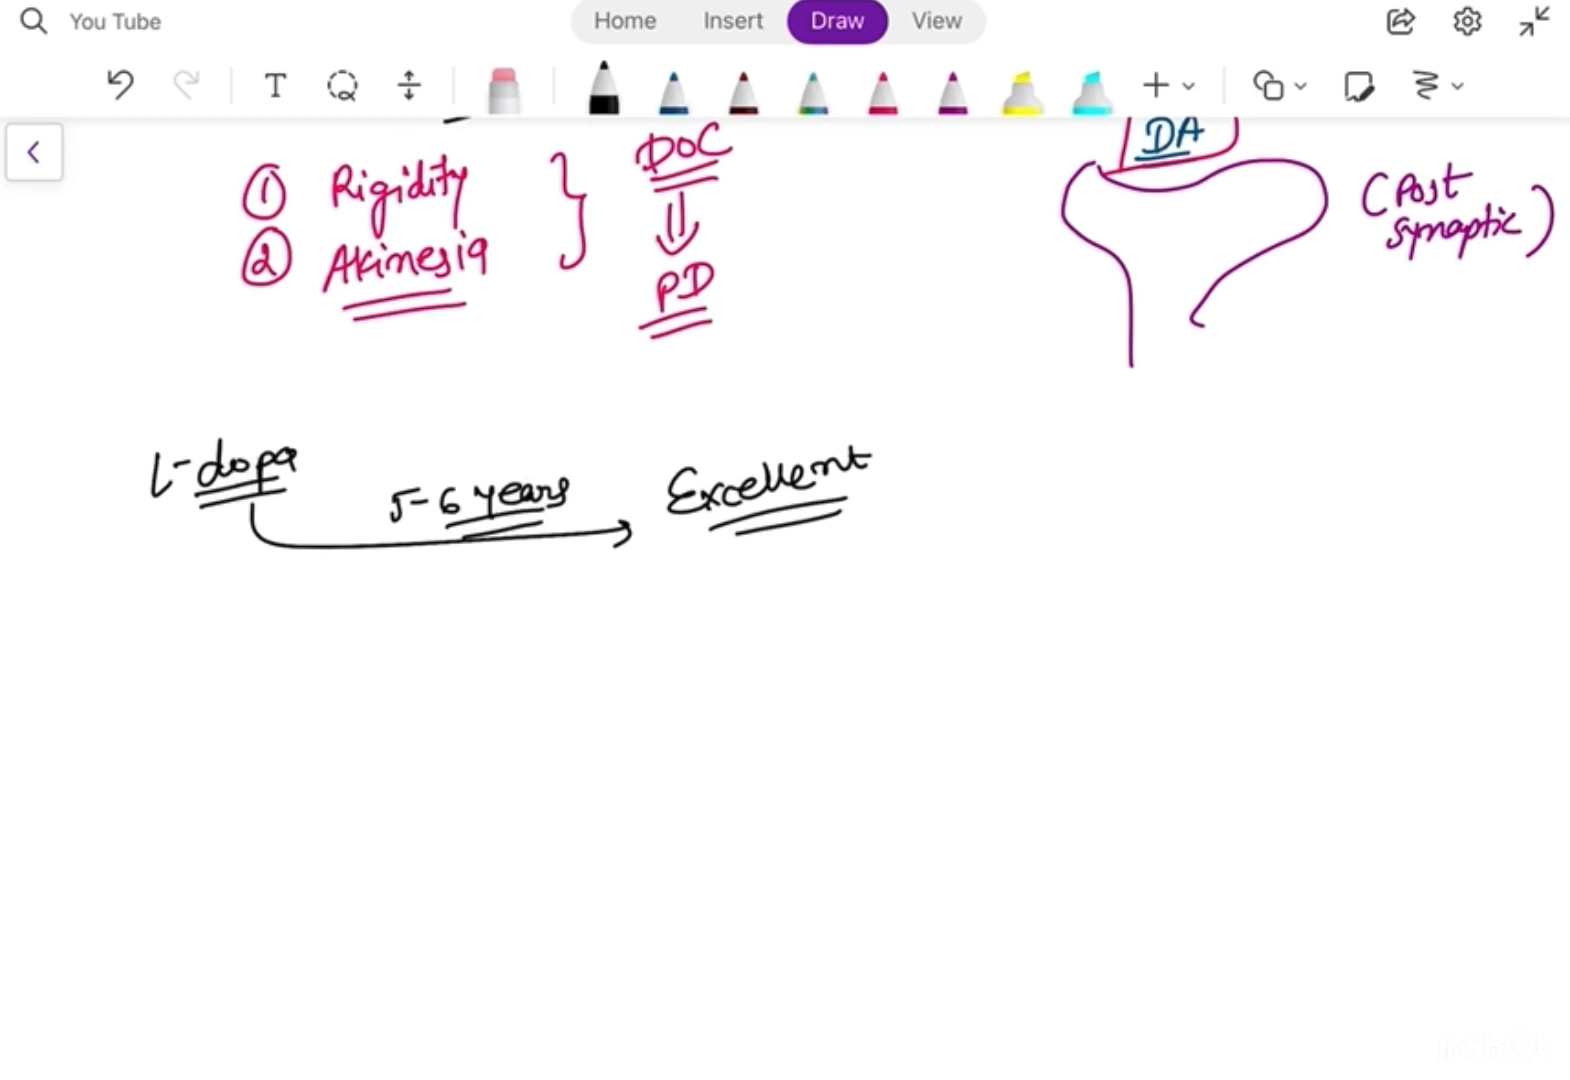 You Tube
Home Insert Draw View
T
DA
① Rigidity
② Akinesia
DOC
PD
(Post
Synaptic)
L-dopa
5-6 years
Excellent